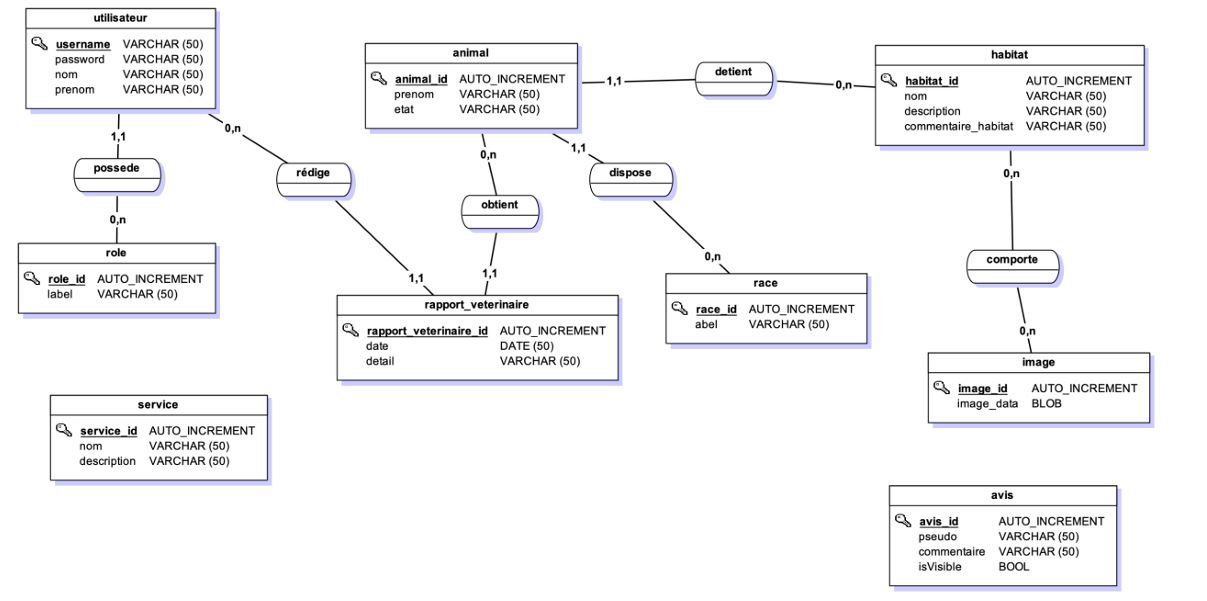 utilisateur
username VARCHAR (50)
password VARCHAR (50)
nom VARCHAR (50)
prenom VARCHAR (50)
1,1
possede
0,n
role
role_id AUTO_INCREMENT
label VARCHAR (50)
0,n
rédige
1,1
animal
animal_id AUTO_INCREMENT
prenom VARCHAR (50)
etat VARCHAR (50)
1,1
detient
0,n
habitat
habitat_id AUTO_INCREMENT
nom VARCHAR (50)
description VARCHAR (50)
commentaire_habitat VARCHAR (50)
0,n
obtient
1,1
1,1
dispose
0,n
rapport_veterinaire
rapport_veterinaire_id AUTO_INCREMENT
date DATE (50)
detail VARCHAR (50)
race
race_id AUTO_INCREMENT
abel VARCHAR (50)
0,n
comporte
0,n
image
image_id AUTO_INCREMENT
image_data BLOB
service
service_id AUTO_INCREMENT
nom VARCHAR (50)
description VARCHAR (50)
avis
avis_id AUTO_INCREMENT
pseudo VARCHAR (50)
commentaire VARCHAR (50)
isVisible BOOL